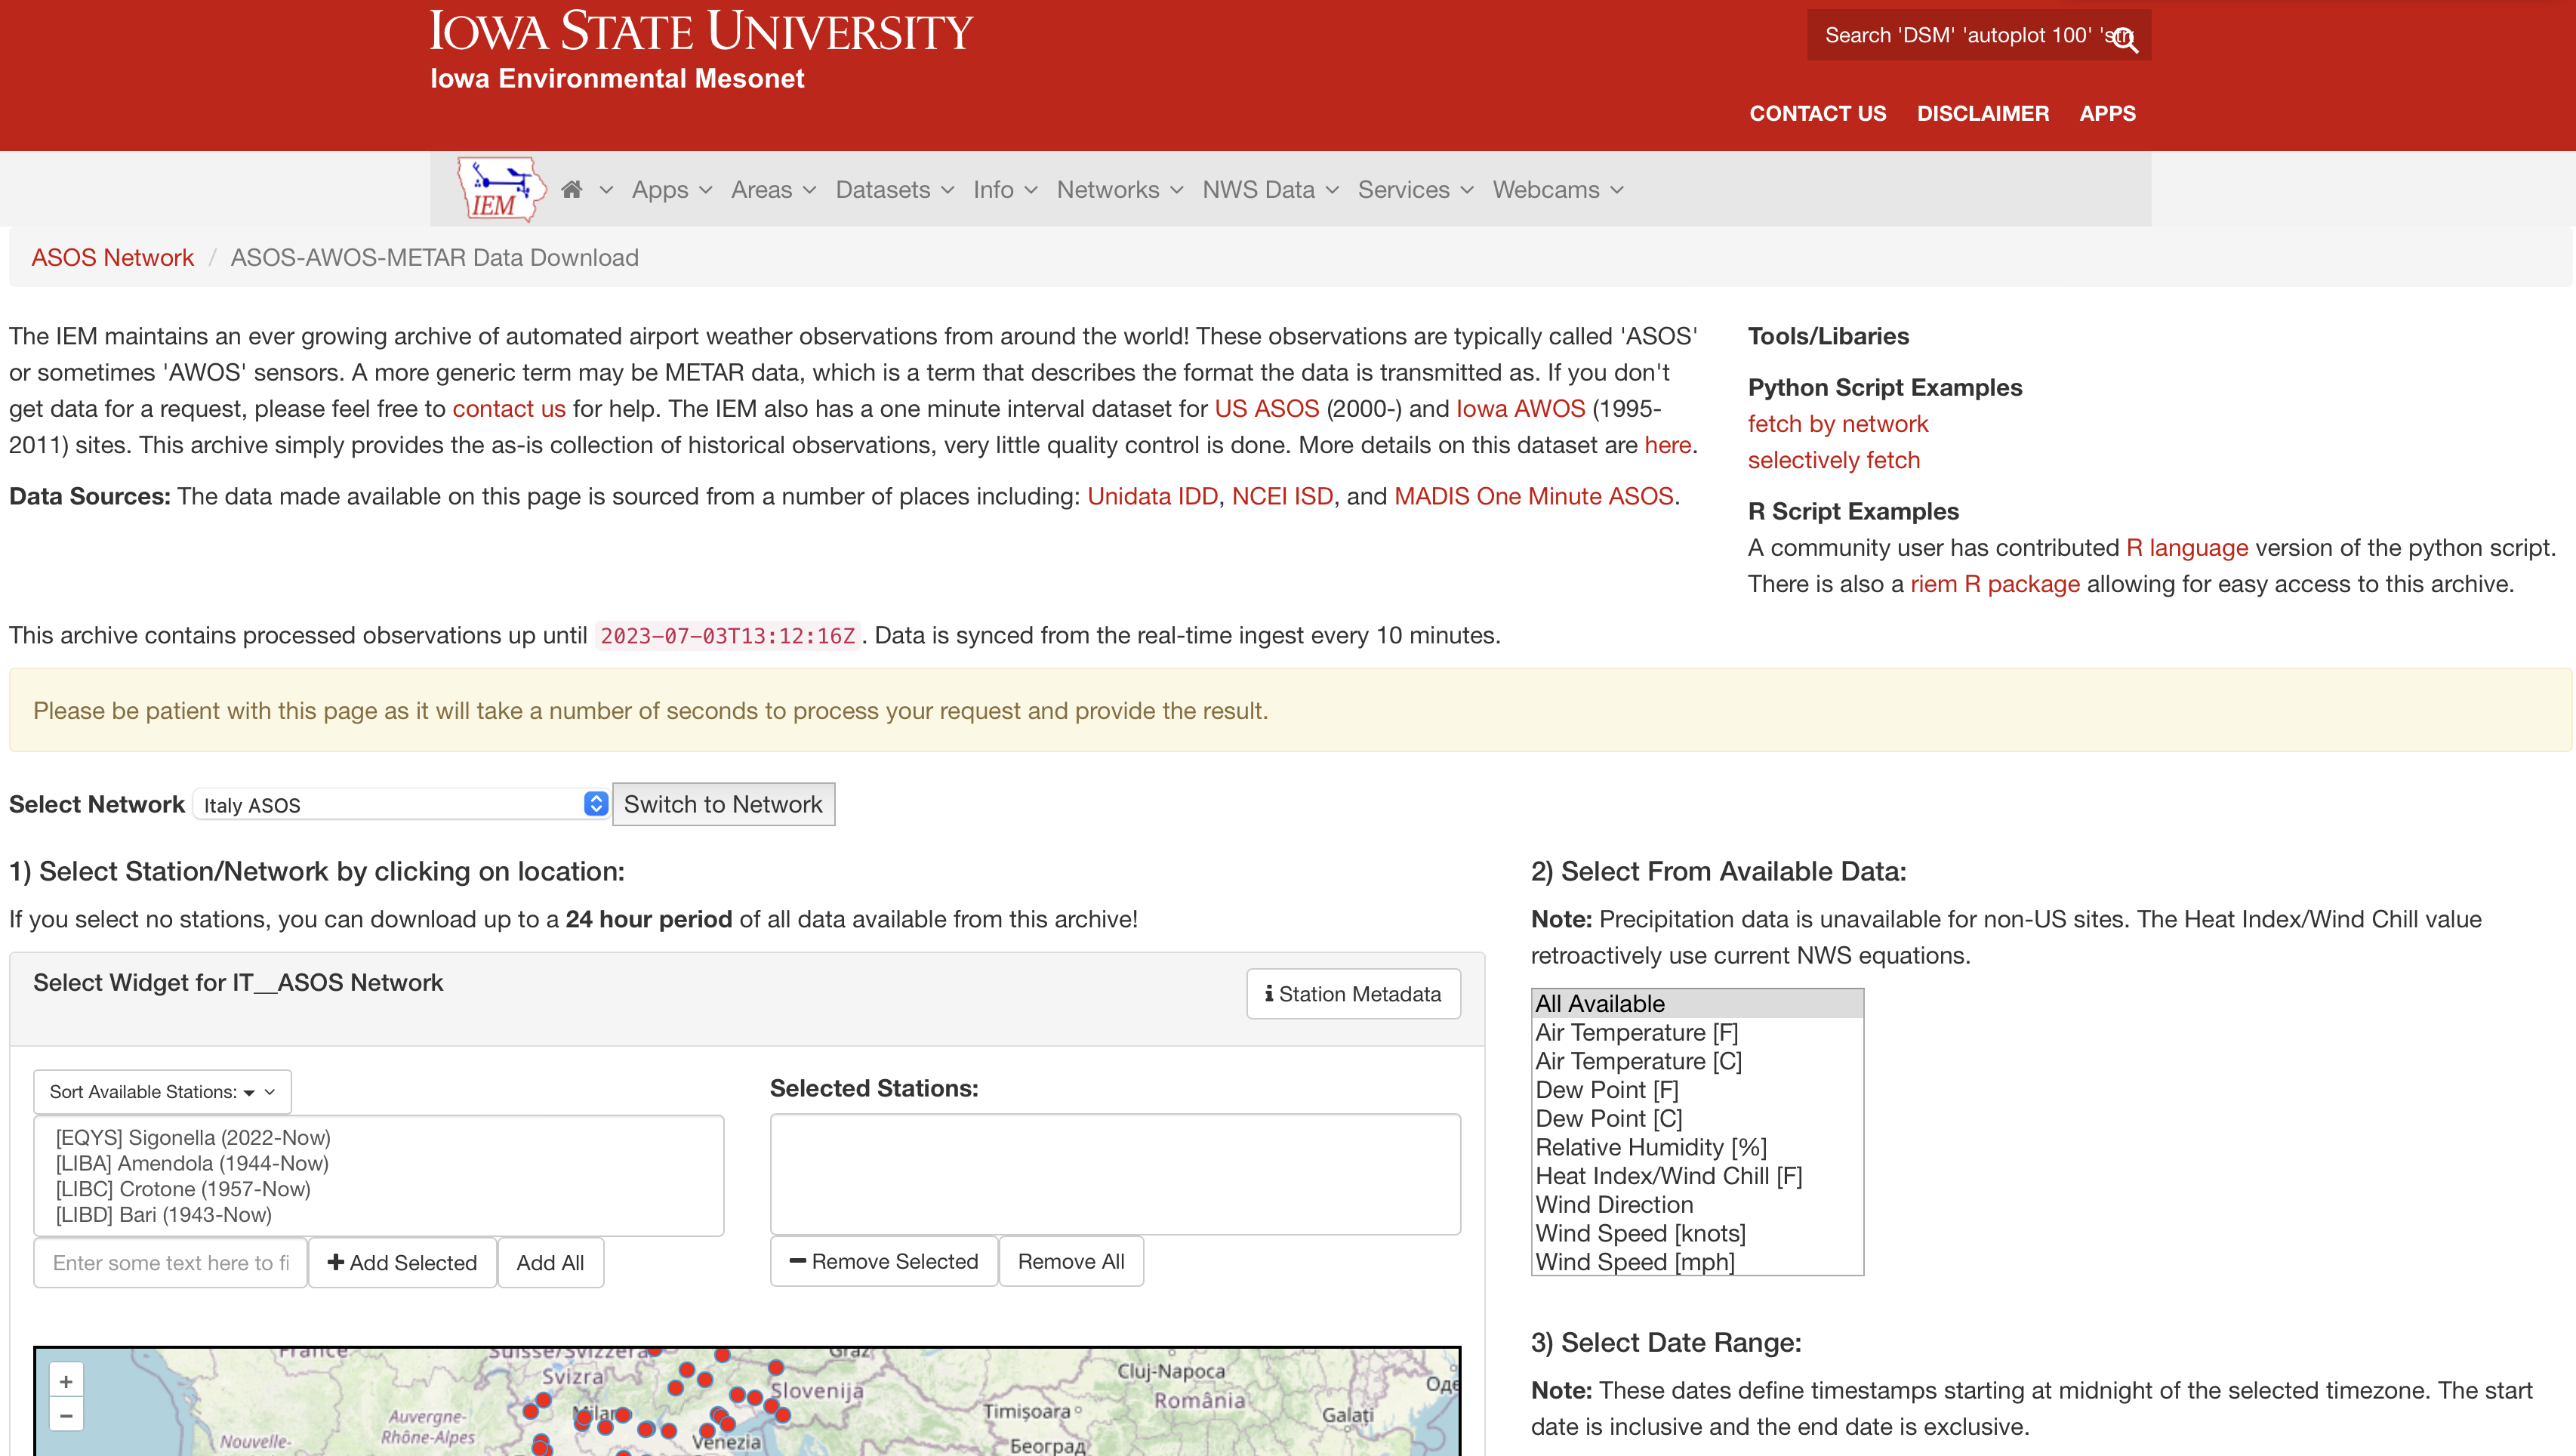 IOWA STATE UNIVERSITY
Iowa Environmental Mesonet
Search 'DSM' 'autoplot 100' 'str
CONTACT US DISCLAIMER APPS
IEM Apps Areas Datasets Info Networks NWS Data Services Webcams
ASOS Network / ASOS-AWOS-METAR Data Download
The IEM maintains an ever growing archive of automated airport weather observations from around the world! These observations are typically called 'ASOS'
or sometimes 'AWOS' sensors. A more generic term may be METAR data, which is a term that describes the format the data is transmitted as. If you don't
get data for a request, please feel free to contact us for help. The IEM also has a one minute interval dataset for US ASOS (2000-) and Iowa AWOS (1995-
2011) sites. This archive simply provides the as-is collection of historical observations, very little quality control is done. More details on this dataset are here.
Data Sources: The data made available on this page is sourced from a number of places including: Unidata IDD, NCEI ISD, and MADIS One Minute ASOS.
Tools/Libaries
Python Script Examples
fetch by network
selectively fetch
R Script Examples
A community user has contributed R language version of the python script.
There is also a riem R package allowing for easy access to this archive.
This archive contains processed observations up until 2023-07-03T13:12:16Z. Data is synced from the real-time ingest every 10 minutes.
Please be patient with this page as it will take a number of seconds to process your request and provide the result.
Select Network Italy ASOS Switch to Network
1) Select Station/Network by clicking on location:
If you select no stations, you can download up to a 24 hour period of all data available from this archive!
Select Widget for IT__ASOS Network
Station Metadata
Sort Available Stations:
[EQYS] Sigonella (2022-Now)
[LIBA] Amendola (1944-Now)
[LIBC] Crotone (1957-Now)
[LIBD] Bari (1943-Now)
Enter some text here to fi + Add Selected Add All
Selected Stations:
Remove Selected Remove All
+
−
France
Suisse/Svizzera
Svizra
Graz
Slovenija
Milano
Venezia
Auvergne-
Rhône-Alpes
Nouvelle-
Cluj-Napoca
România
Timișoara
Galați
Београд
Оде
2) Select From Available Data:
Note: Precipitation data is unavailable for non-US sites. The Heat Index/Wind Chill value
retroactively use current NWS equations.
All Available
Air Temperature [F]
Air Temperature [C]
Dew Point [F]
Dew Point [C]
Relative Humidity [%]
Heat Index/Wind Chill [F]
Wind Direction
Wind Speed [knots]
Wind Speed [mph]
3) Select Date Range:
Note: These dates define timestamps starting at midnight of the selected timezone. The start
date is inclusive and the end date is exclusive.